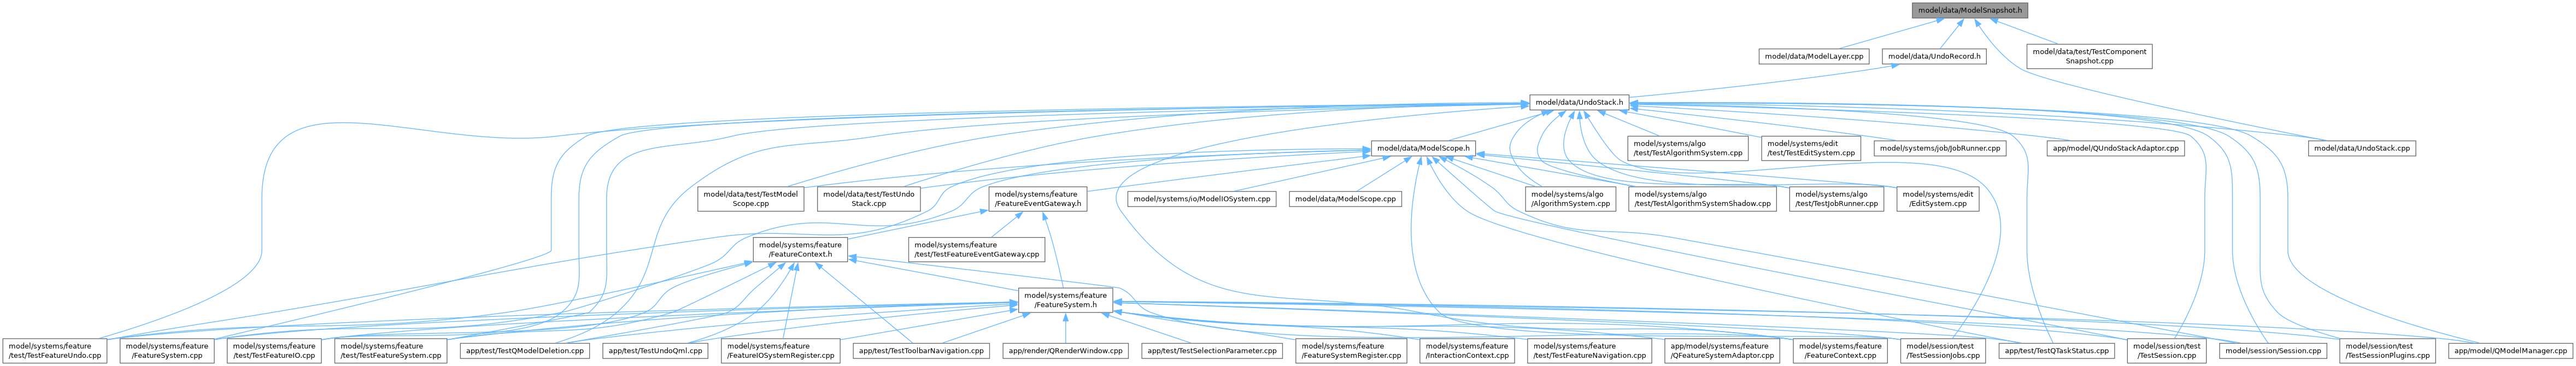 model/data/ModelSnapshot.h
model/data/ModelLayer.cpp
model/data/UndoRecord.h
model/data/test/TestComponent
Snapshot.cpp
model/data/UndoStack.h
model/data/ModelScope.h
model/systems/algo
/test/TestAlgorithmSystem.cpp
model/systems/edit
/test/TestEditSystem.cpp
model/systems/job/JobRunner.cpp
app/model/QUndoStackAdaptor.cpp
model/data/UndoStack.cpp
model/data/test/TestModel
Scope.cpp
model/data/test/TestUndo
Stack.cpp
model/systems/feature
/FeatureEventGateway.h
model/systems/io/ModelIOSystem.cpp
model/data/ModelScope.cpp
model/systems/algo
/AlgorithmSystem.cpp
model/systems/algo
/test/TestAlgorithmSystemShadow.cpp
model/systems/algo
/test/TestJobRunner.cpp
model/systems/edit
/EditSystem.cpp
model/systems/feature
/FeatureContext.h
model/systems/feature
/test/TestFeatureEventGateway.cpp
model/systems/feature
/FeatureSystem.h
model/systems/feature
/test/TestFeatureUndo.cpp
model/systems/feature
/FeatureSystem.cpp
model/systems/feature
/test/TestFeatureIO.cpp
model/systems/feature
/test/TestFeatureSystem.cpp
app/test/TestQModelDeletion.cpp
app/test/TestUndoQml.cpp
model/systems/feature
/FeatureIOSystemRegister.cpp
app/test/TestToolbarNavigation.cpp
app/render/QRenderWindow.cpp
app/test/TestSelectionParameter.cpp
model/systems/feature
/FeatureSystemRegister.cpp
model/systems/feature
/InteractionContext.cpp
model/systems/feature
/test/TestFeatureNavigation.cpp
app/model/systems/feature
/QFeatureSystemAdaptor.cpp
model/systems/feature
/FeatureContext.cpp
model/session/test
/TestSessionJobs.cpp
app/test/TestQTaskStatus.cpp
model/session/test
/TestSession.cpp
model/session/Session.cpp
model/session/test
/TestSessionPlugins.cpp
app/model/QModelManager.cpp